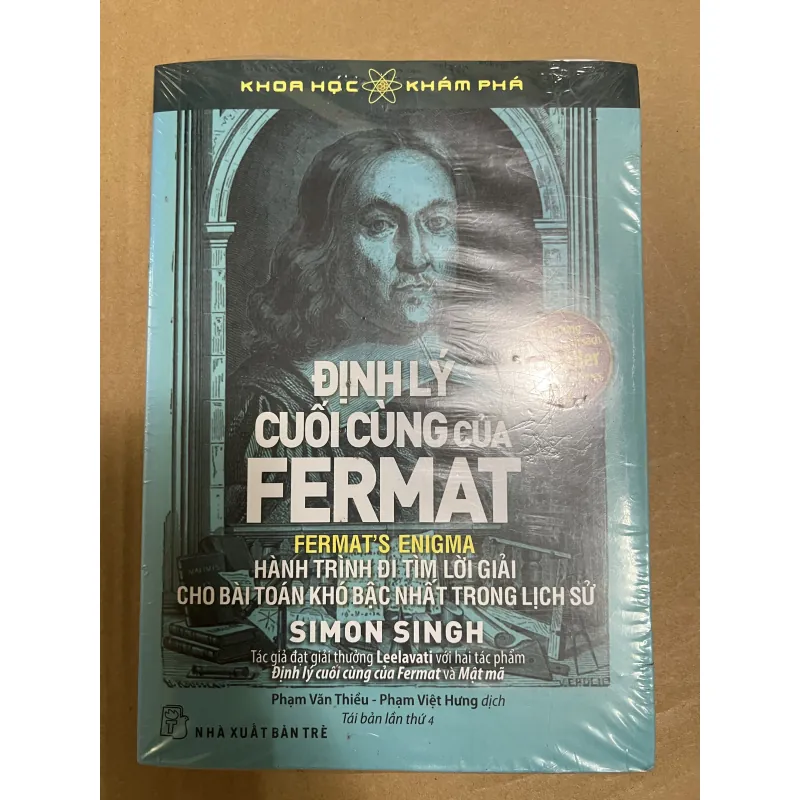 KHOA HỌC KHÁM PHÁ
ĐỊNH LÝ
CUỐI CÙNG CỦA
FERMAT
FERMAT'S ENIGMA
HÀNH TRÌNH ĐI TÌM LỜI GIẢI
CHO BÀI TOÁN KHÓ BẬC NHẤT TRONG LỊCH SỬ
SIMON SINGH
Tác giả đạt giải thưởng Leelavati với hai tác phẩm
Định lý cuối cùng của Fermat và Mật mã
Phạm Văn Thiều - Phạm Việt Hưng dịch
Tái bản lần thứ 4
NHÀ XUẤT BẢN TRẺ